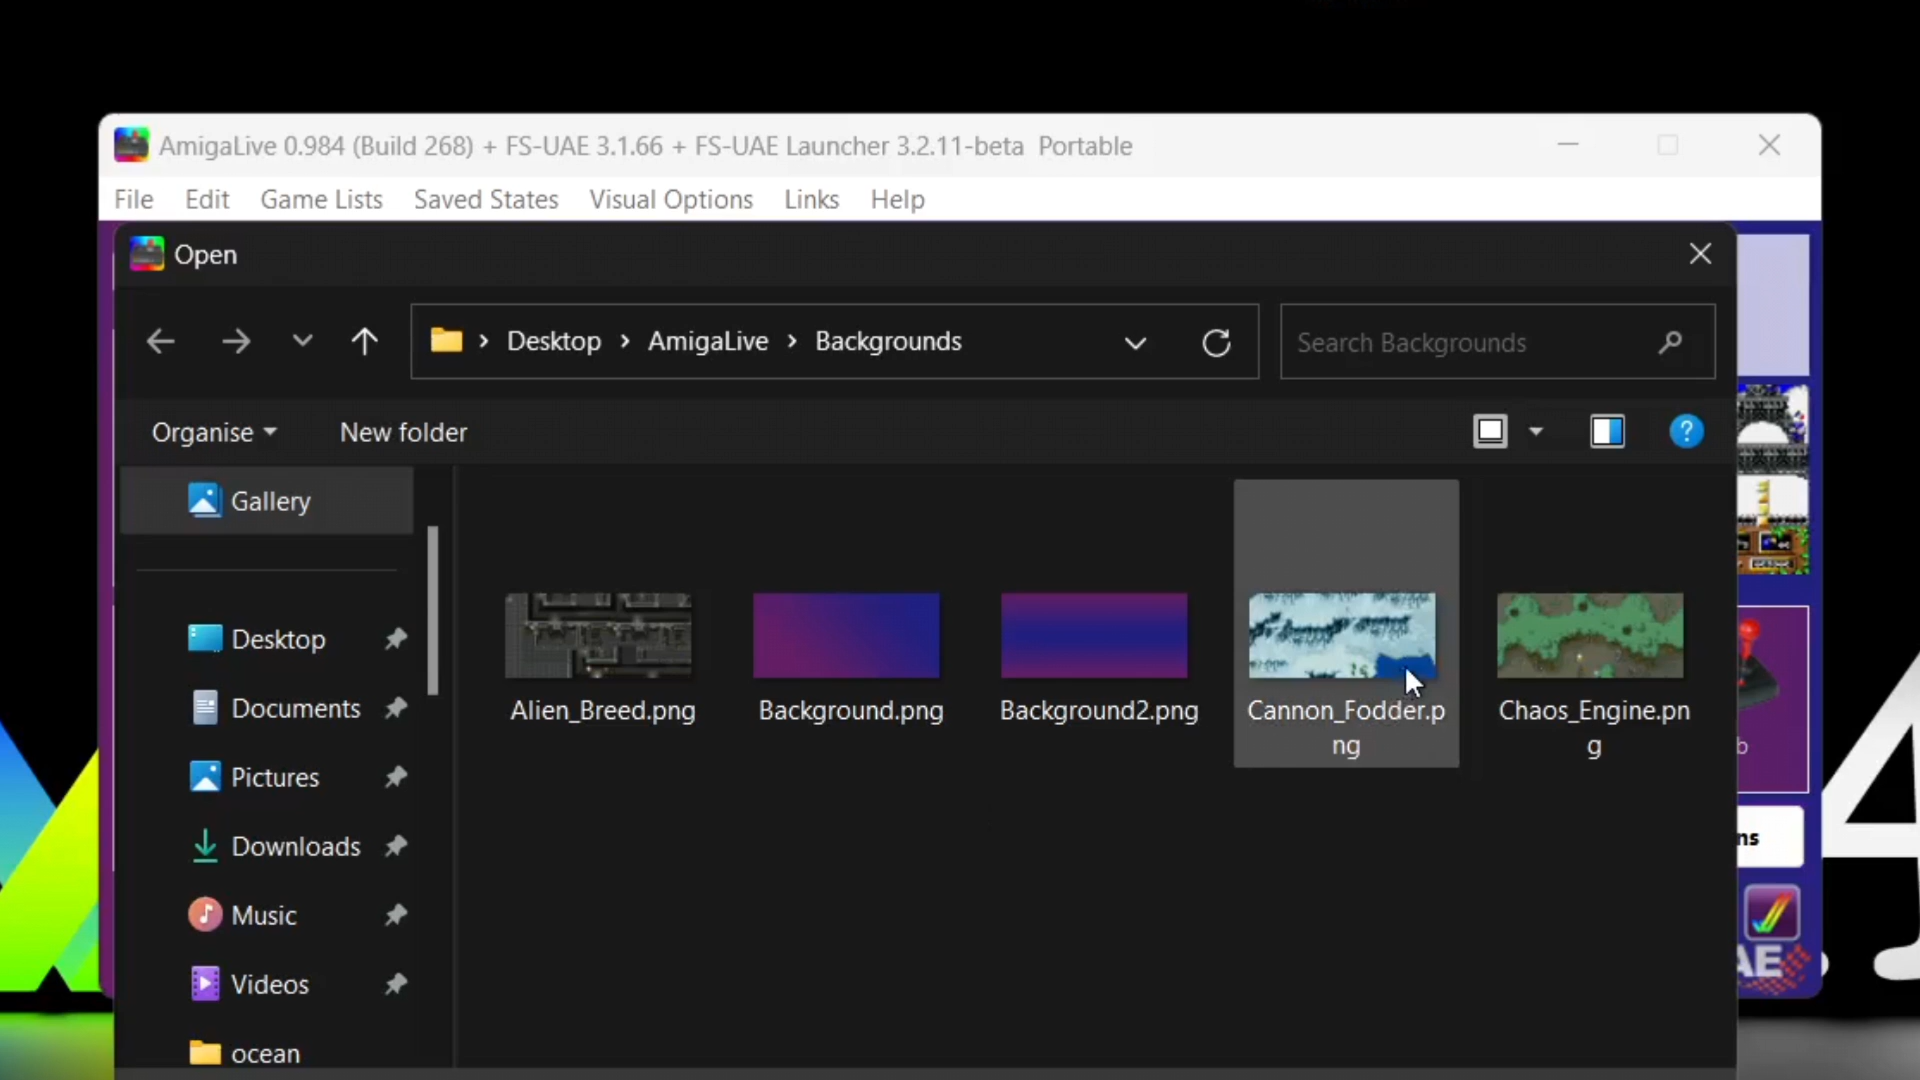 AmigaLive 0.984 (Build 268) + FS-UAE 3.1.66 + FS-UAE Launcher 3.2.11-beta Portable
File Edit Game Lists Saved States Visual Options Links Help
Open
Desktop > AmigaLive > Backgrounds
Search Backgrounds
Organise New folder
Gallery
Desktop
Documents
Pictures
Downloads
Music
Videos
ocean
Alien_Breed.png
Background.png
Background2.png
Cannon_Fodder.p
ng
Chaos_Engine.pn
g
b
ns
AE